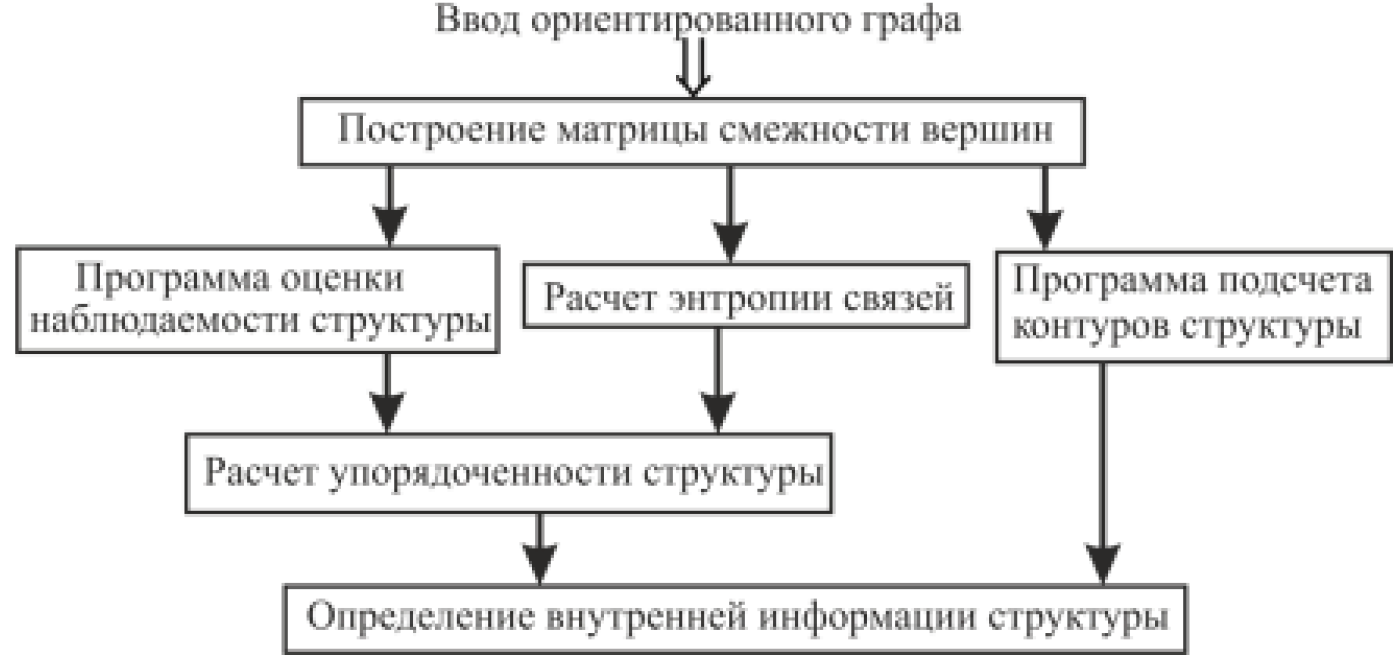 Ввод ориентированного графа
Построение матрицы смежности вершин
Программа оценки
наблюдаемости структуры
Расчет энтропии связей
Программа подсчета
контуров структуры
Расчет упорядоченности структуры
Определение внутренней информации структуры